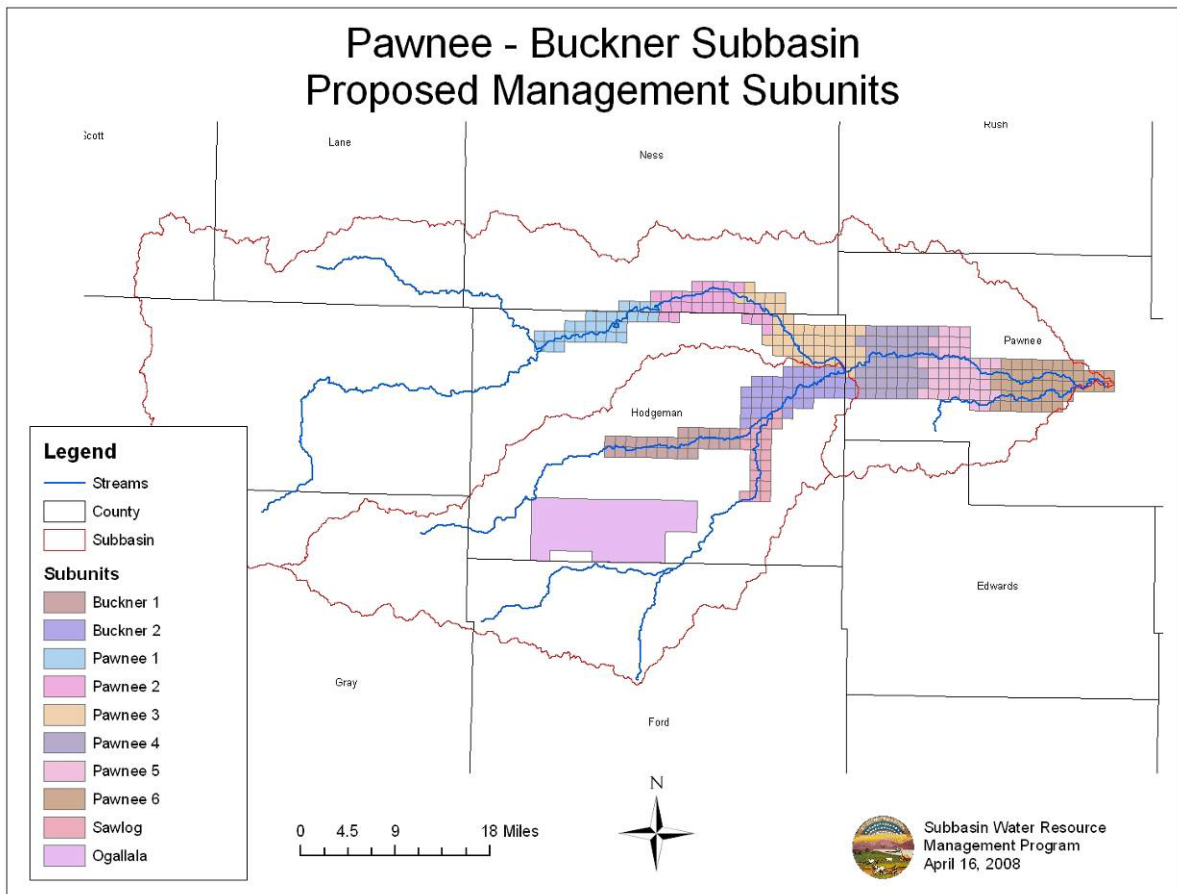 Pawnee - Buckner Subbasin
Proposed Management Subunits
Scott
Lane
Ness
Rush
Pawnee
Hodgeman
Edwards
Gray
Ford
Legend
Streams
County
Subbasin
Subunits
Buckner 1
Buckner 2
Pawnee 1
Pawnee 2
Pawnee 3
Pawnee 4
Pawnee 5
Pawnee 6
Sawlog
Ogallala
0 4.5 9 18 Miles
N
Subbasin Water Resource
Management Program
April 16, 2008